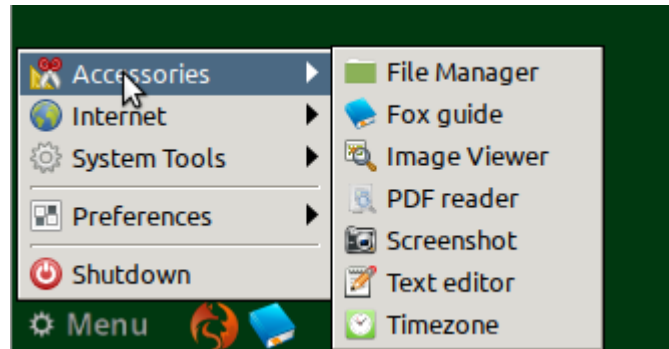 Accessories
Internet
System Tools
Preferences
Shutdown
Menu
File Manager
Fox guide
Image Viewer
PDF reader
Screenshot
Text editor
Timezone